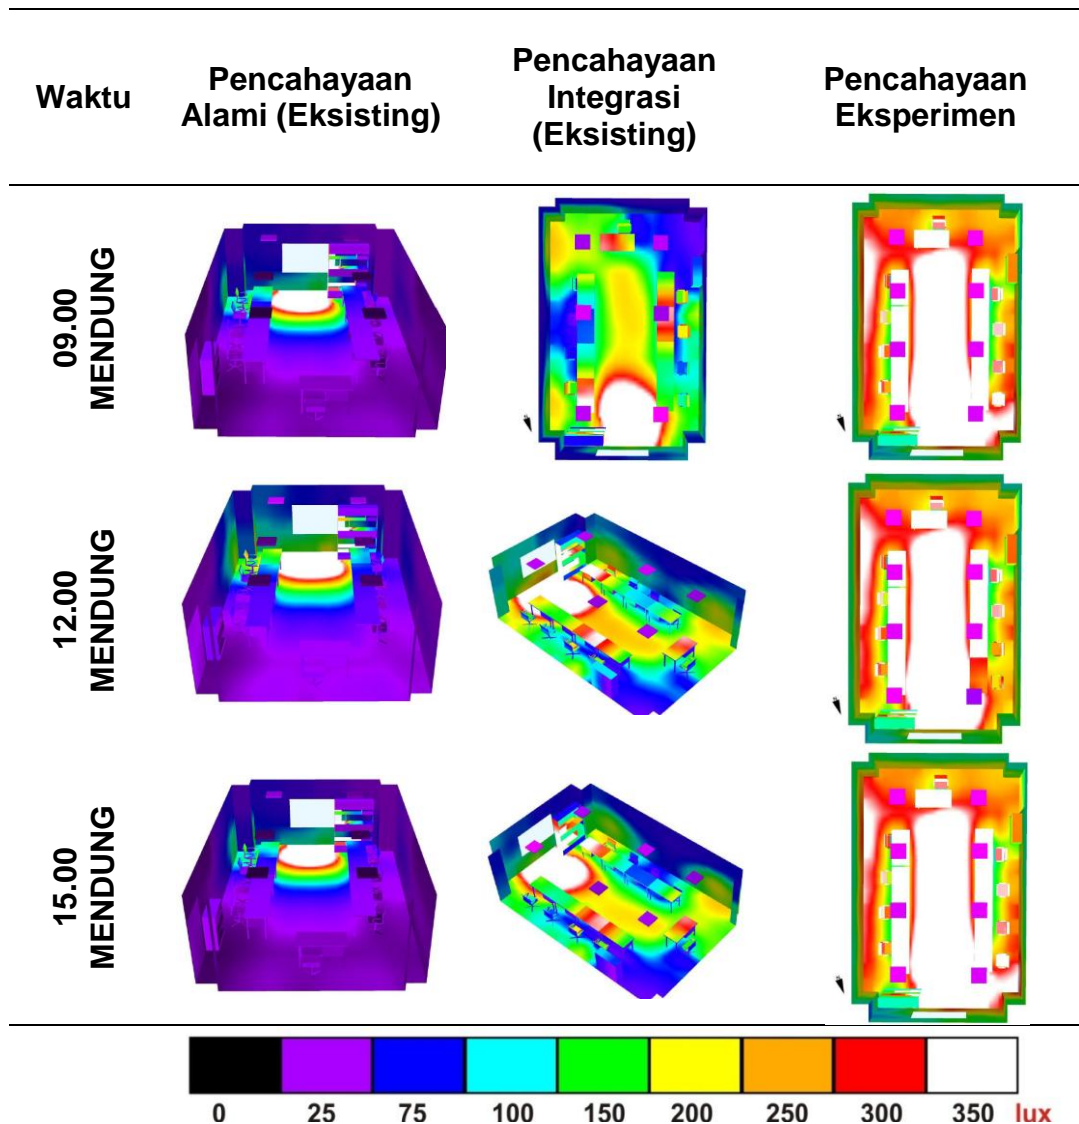 Waktu
Pencahayaan
Alami (Eksisting)
Pencahayaan
Integrasi
(Eksisting)
Pencahayaan
Eksperimen
09.00
MENDUNG
12.00
MENDUNG
15.00
MENDUNG
0 25 75 100 150 200 250 300 350 lux